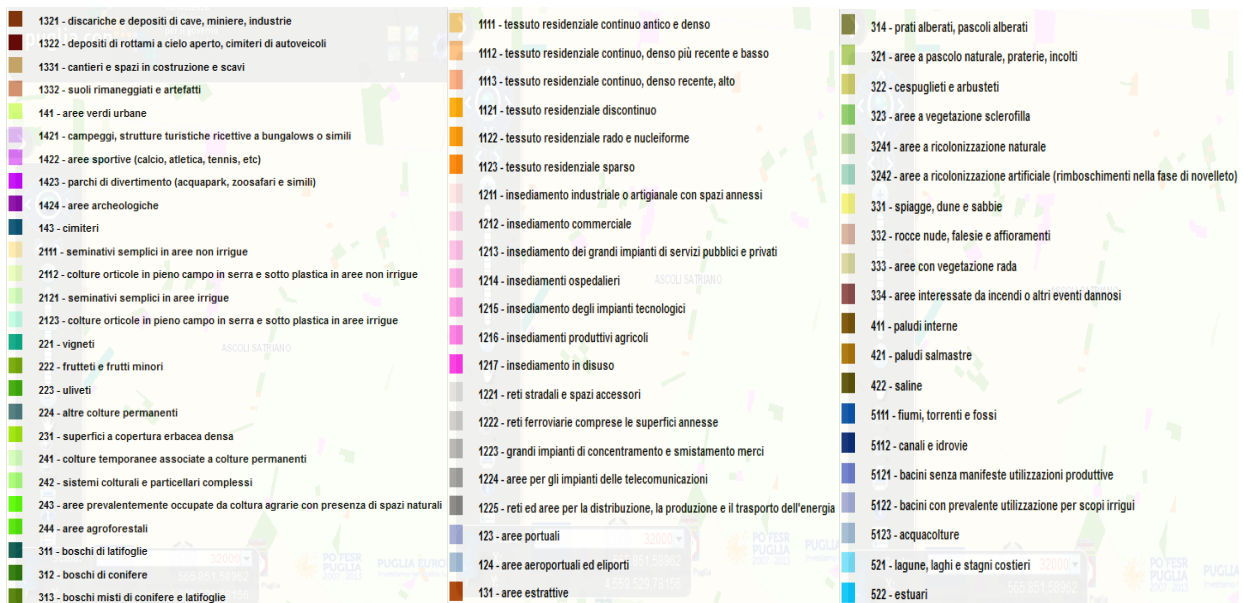 1321 - discariche e depositi di cave, miniere, industrie
1322 - depositi di rottami a cielo aperto, cimiteri di autoveicoli
1331 - cantieri e spazi in costruzione e scavi
1332 - suoli rimaneggiati e artefatti
141 - aree verdi urbane
1421 - campeggi, strutture turistiche ricettive a bungalows o simili
1422 - aree sportive (calcio, atletica, tennis, etc)
1423 - parchi di divertimento (acquapark, zoosafari e simili)
1424 - aree archeologiche
143 - cimiteri
2111 - seminativi semplici in aree non irrigue
2112 - colture orticole in pieno campo in serra e sotto plastica in aree non irrigue
2121 - seminativi semplici in aree irrigue
2123 - colture orticole in pieno campo in serra e sotto plastica in aree irrigue
221 - vigneti
222 - frutteti e frutti minori
223 - uliveti
224 - altre colture permanenti
231 - superfici a copertura erbacea densa
241 - colture temporanee associate a colture permanenti
242 - sistemi colturali e particellari complessi
243 - aree prevalentemente occupate da coltura agrarie con presenza di spazi naturali
244 - aree agroforestali
311 - boschi di latifoglie
312 - boschi di conifere
313 - boschi misti di conifere e latifoglie
ASCOLI SATRIANO
32000
1111 - tessuto residenziale continuo antico e denso
1112 - tessuto residenziale continuo, denso più recente e basso
1113 - tessuto residenziale continuo, denso recente, alto
1121 - tessuto residenziale discontinuo
1122 - tessuto residenziale rado e nucleiforme
1123 - tessuto residenziale sparso
1211 - insediamento industriale o artigianale con spazi annessi
1212 - insediamento commerciale
1213 - insediamento dei grandi impianti di servizi pubblici e privati
1214 - insediamenti ospedalieri
1215 - insediamento degli impianti tecnologici
1216 - insediamenti produttivi agricoli
1217 - insediamento in disuso
1221 - reti stradali e spazi accessori
1222 - reti ferroviarie comprese le superfici annesse
1223 - grandi impianti di concentramento e smistamento merci
1224 - aree per gli impianti delle telecomunicazioni
1225 - reti ed aree per la distribuzione, la produzione e il trasporto dell'energia
123 - aree portuali
124 - aree aeroportuali ed eliporti
131 - aree estrattive
ASCOLI SATRIANO
32000
PO FESR
PUGLIA
2007-2013
314 - prati alberati, pascoli alberati
321 - aree a pascolo naturale, praterie, incolti
322 - cespuglieti e arbusteti
323 - aree a vegetazione sclerofilla
3241 - aree a ricolonizzazione naturale
3242 - aree a ricolonizzazione artificiale (rimboschimenti nella fase di novelleto)
331 - spiagge, dune e sabbie
332 - rocce nude, falesie e affioramenti
333 - aree con vegetazione rada
334 - aree interessate da incendi o altri eventi dannosi
411 - paludi interne
421 - paludi salmastre
422 - saline
5111 - fiumi, torrenti e fossi
5112 - canali e idrovie
5121 - bacini senza manifeste utilizzazioni produttive
5122 - bacini con prevalente utilizzazione per scopi irrigui
5123 - acquacolture
521 - lagune, laghi e stagni costieri
522 - estuari
32000
PO FESR
PUGLIA
2007-2013